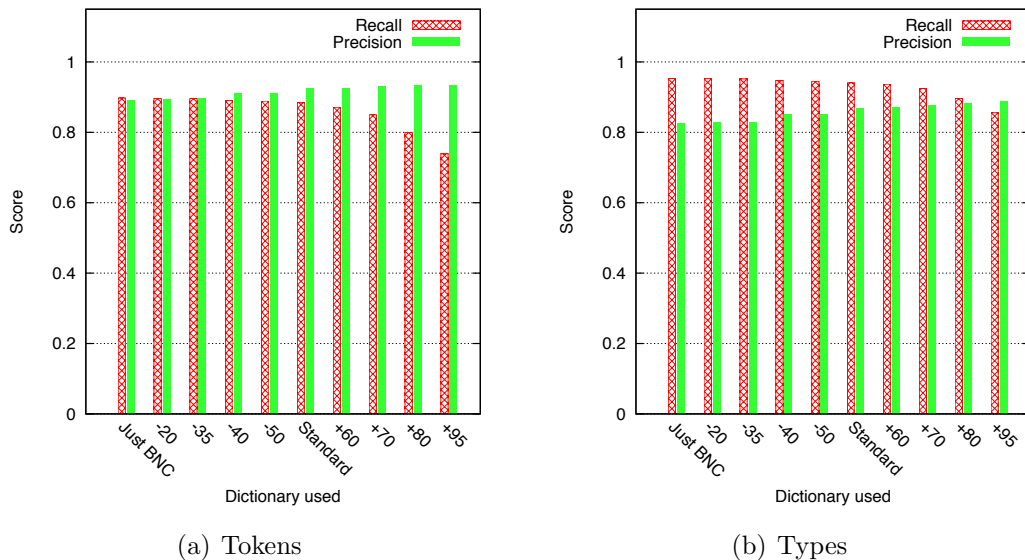 Recall
Precision
1
0.8
0.6
0.4
0.2
0
Score
Just BNC
-20
-35
-40
-50
Standard
+60
+70
+80
+95
Dictionary used
(a) Tokens
Recall
Precision
1
0.8
0.6
0.4
0.2
0
Score
Just BNC
-20
-35
-40
-50
Standard
+60
+70
+80
+95
Dictionary used
(b) Types